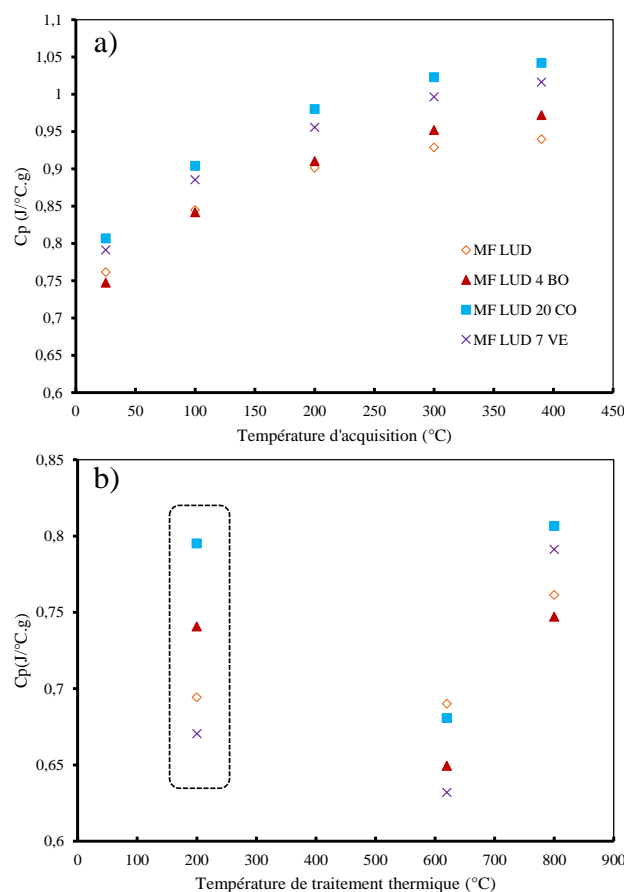 a)
Cp (J/°C.g)
1,1
1,05
1
0,95
0,9
0,85
0,8
0,75
0,7
0,65
0,6
MF LUD
MF LUD 4 BO
MF LUD 20 CO
MF LUD 7 VE
0 50 100 150 200 250 300 350 400 450
Température d'acquisition (°C)
b)
Cp(J/°C.g)
0,85
0,8
0,75
0,7
0,65
0,6
0 100 200 300 400 500 600 700 800 900
Température de traitement thermique (°C)